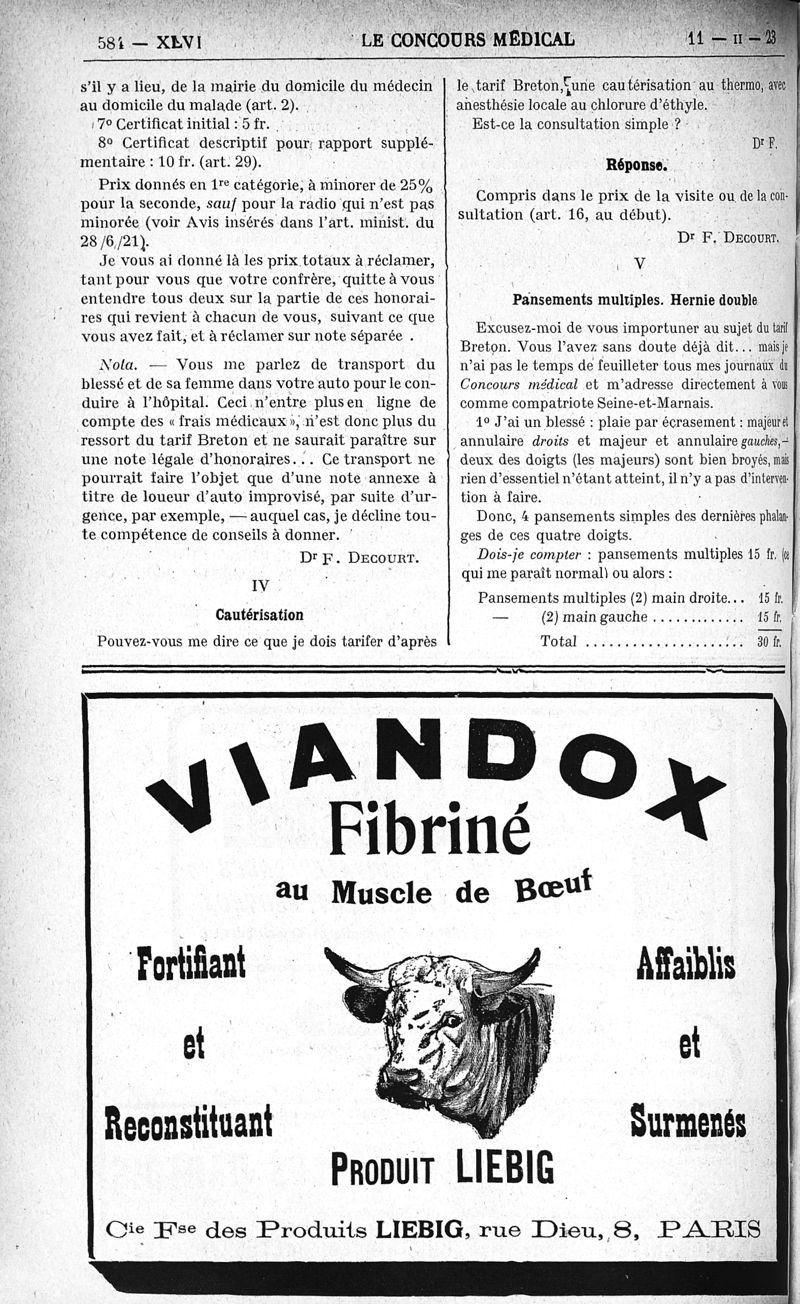 584 — XLVI LE CONCOURS MÉDICAL 11 — II — 23
s'il y a lieu, de la mairie du domicile du médecin
au domicile du malade (art. 2).
7º Certificat initial : 5 fr.
8º Certificat descriptif pour rapport supplé-
mentaire : 10 fr. (art. 29).
Prix donnés en 1re catégorie, à minorer de 25%
pour la seconde, sauf pour la radio qui n'est pas
minorée (voir Avis insérés dans l'art. minist. du
28/6/21).
Je vous ai donné là les prix totaux à réclamer,
tant pour vous que votre confrère, quitte à vous
entendre tous deux sur la partie de ces honorai-
res qui revient à chacun de vous, suivant ce que
vous avez fait, et à réclamer sur note séparée .
Nota. — Vous me parlez de transport du
blessé et de sa femme dans votre auto pour le con-
duire à l'hôpital. Ceci n'entre plus en ligne de
compte des « frais médicaux », n'est donc plus du
ressort du tarif Breton et ne saurait paraître sur
une note légale d'honoraires... Ce transport ne
pourrait faire l'objet que d'une note annexe à
titre de loueur d'auto improvisé, par suite d'ur-
gence, par exemple, — auquel cas, je décline tou-
te compétence de conseils à donner.
Dr F. DECOURT.
IV
Cautérisation
Pouvez-vous me dire ce que je dois tarifer d'après
le tarif Breton, une cautérisation au thermo, avec
anesthésie locale au chlorure d'éthyle.
Est-ce la consultation simple ?
Dr F.
Réponse.
Compris dans le prix de la visite ou de la con-
sultation (art. 16, au début).
Dr F. DECOURT.
V
Pansements multiples. Hernie double
Excusez-moi de vous importuner au sujet du tarif
Breton. Vous l'avez sans doute déjà dit... mais je
n'ai pas le temps de feuilleter tous mes journaux du
Concours médical et m'adresse directement à vous
comme compatriote Seine-et-Marnais.
1º J'ai un blessé : plaie par écrasement : majeur et
annulaire droits et majeur et annulaire gauches, —
deux des doigts (les majeurs) sont bien broyés, mais
rien d'essentiel n'étant atteint, il n'y a pas d'interven-
tion à faire.
Donc, 4 pansements simples des dernières phalan-
ges de ces quatre doigts.
Dois-je compter : pansements multiples 15 fr. (ce
qui me paraît normal) ou alors :
Pansements multiples (2) main droite... 15 fr.
— (2) main gauche ............. 15 fr.
Total ..................... 30 fr.
VIANDOX
Fibriné
au Muscle de Bœuf
Fortifiant
et
Reconstituant
Affaiblis
et
Surmenés
PRODUIT LIEBIG
Cie Fse des Produits LIEBIG, rue Dieu, 8, PARIS